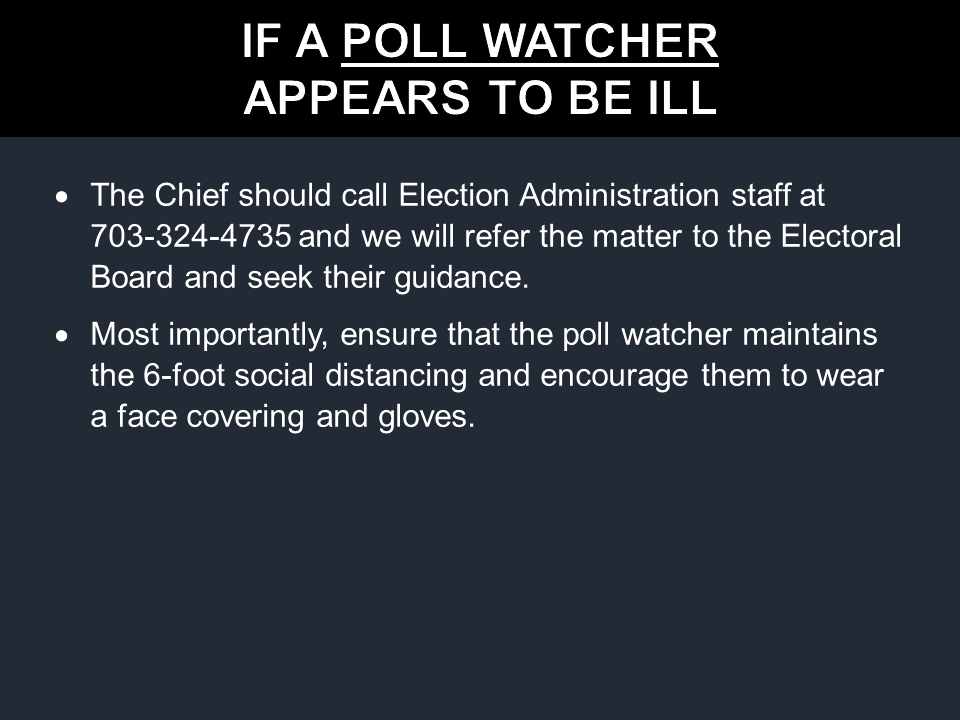 IF A POLL WATCHER
APPEARS TO BE ILL
• The Chief should call Election Administration staff at
703-324-4735 and we will refer the matter to the Electoral
Board and seek their guidance.
• Most importantly, ensure that the poll watcher maintains
the 6-foot social distancing and encourage them to wear
a face covering and gloves.